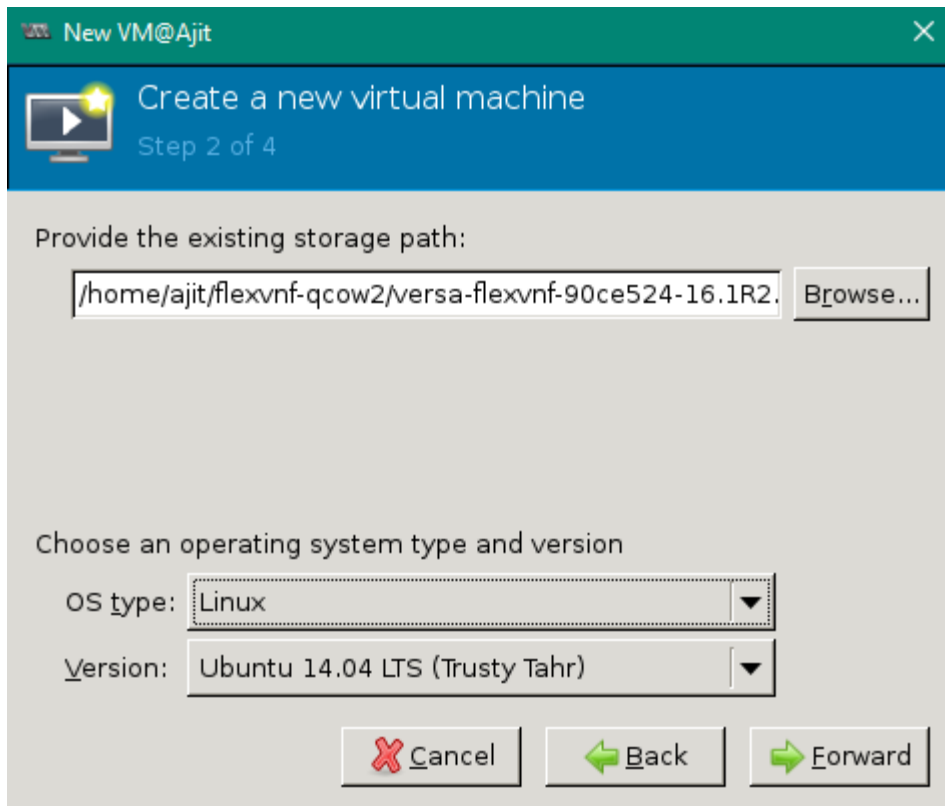 New VM@Ajit
Create a new virtual machine
Step 2 of 4
Provide the existing storage path:
/home/ajit/flexvnf-qcow2/versa-flexvnf-90ce524-16.1R2. Browse...
Choose an operating system type and version
OS type: Linux
Version: Ubuntu 14.04 LTS (Trusty Tahr)
Cancel Back Forward